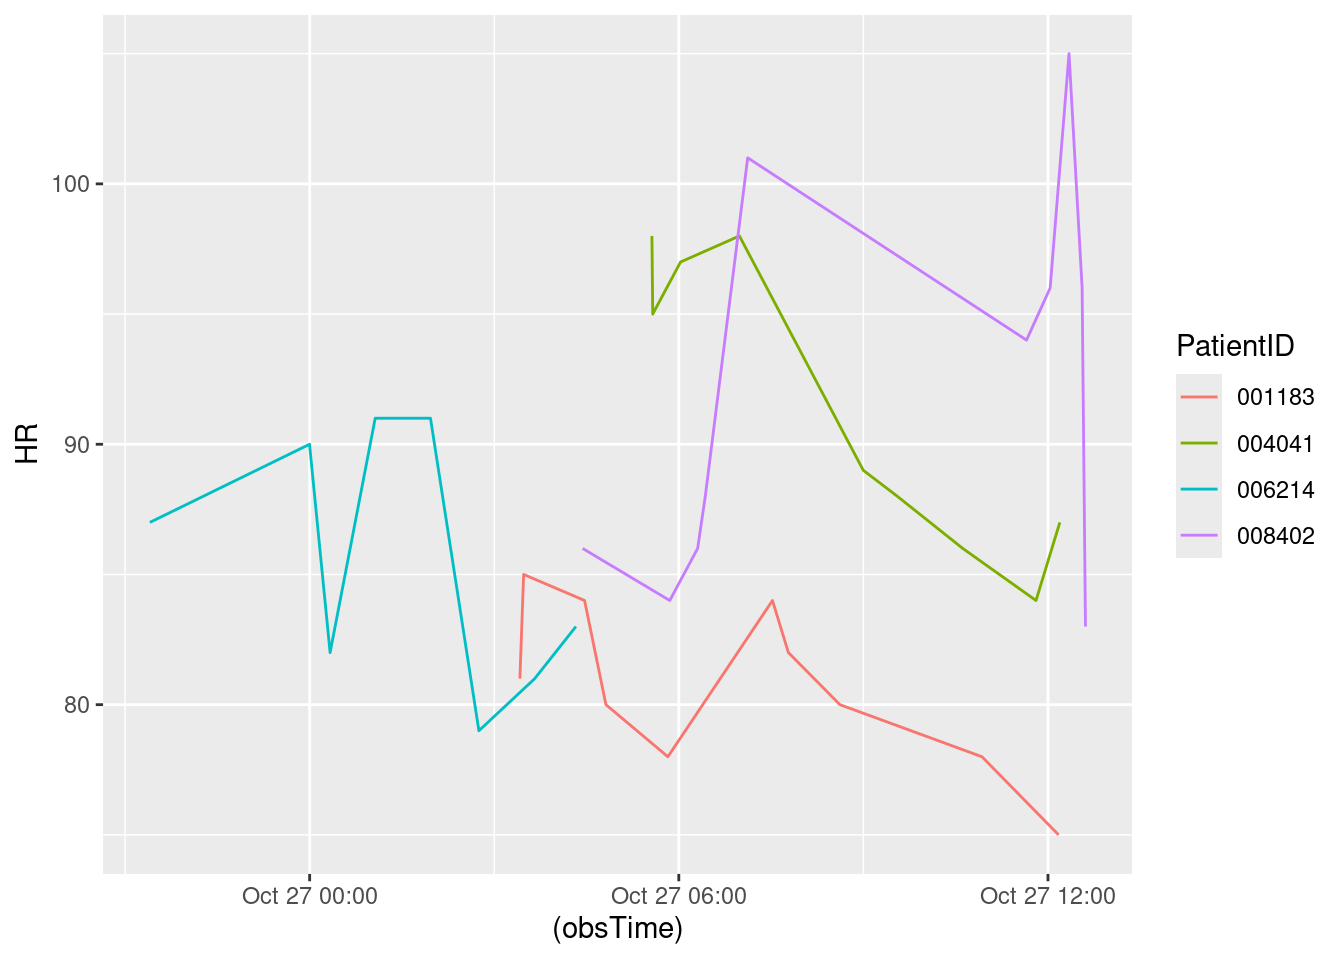 HR
100
90
80
Oct 27 00:00
Oct 27 06:00
Oct 27 12:00
(obsTime)
PatientID
001183
004041
006214
008402